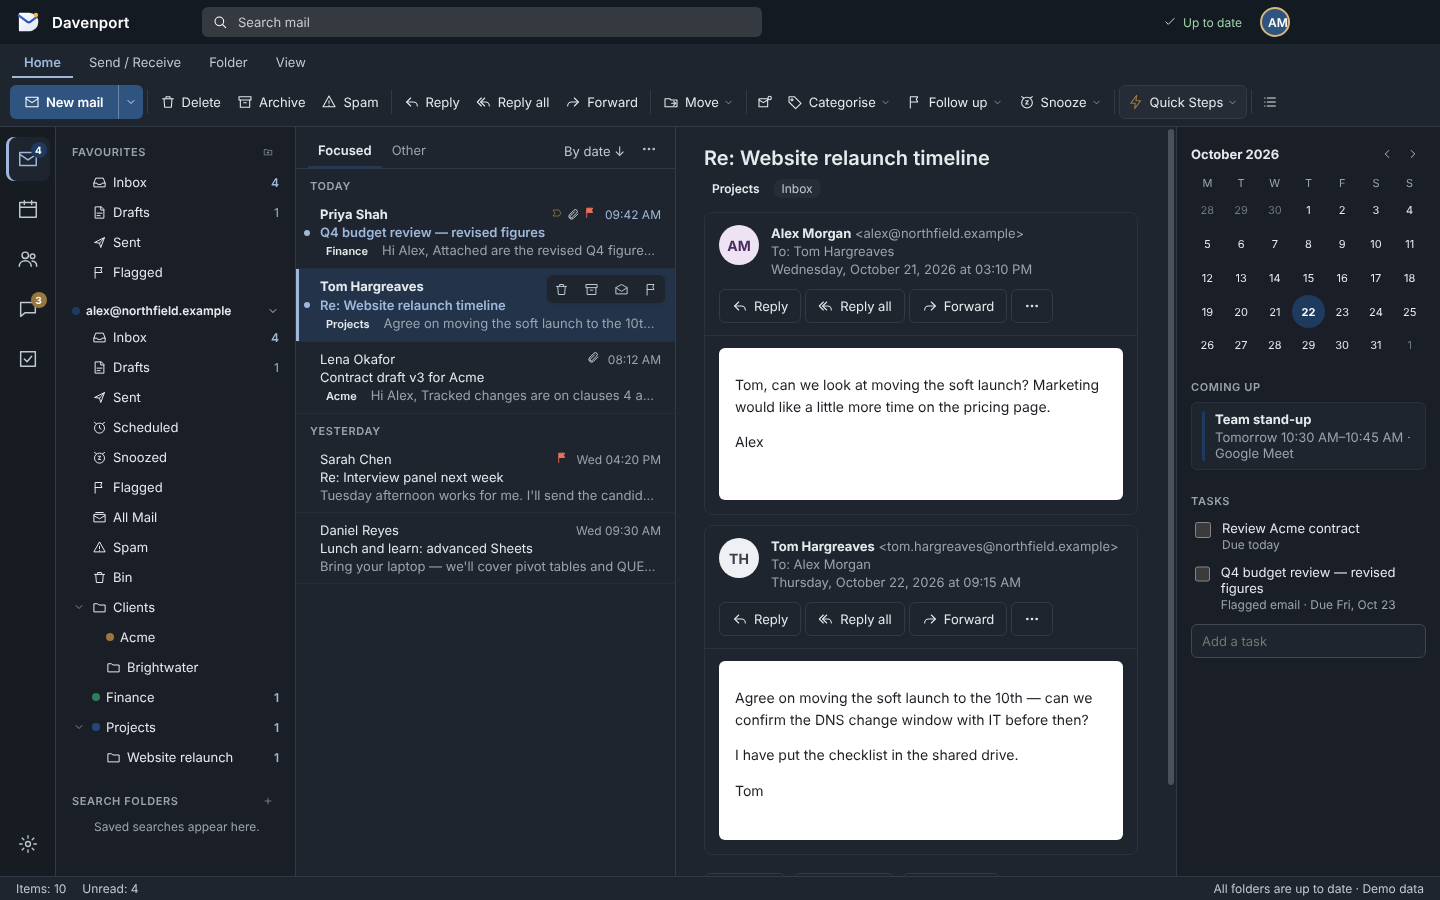 Davenport
Search mail
Up to date
AM
Home
Send / Receive
Folder
View
New mail
Delete
Archive
Spam
Reply
Reply all
Forward
Move
Categorise
Follow up
Snooze
Quick Steps
4
3
FAVOURITES
Inbox 4
Drafts 1
Sent
Flagged
alex@northfield.example
Inbox 4
Drafts 1
Sent
Scheduled
Snoozed
Flagged
All Mail
Spam
Bin
Clients
Acme
Brightwater
Finance 1
Projects 1
Website relaunch 1
SEARCH FOLDERS
Saved searches appear here.
Focused
Other
By date
TODAY
Priya Shah 09:42 AM
Q4 budget review — revised figures
Finance Hi Alex, Attached are the revised Q4 figure...
Tom Hargreaves
Re: Website relaunch timeline
Projects Agree on moving the soft launch to the 10t...
Lena Okafor 08:12 AM
Contract draft v3 for Acme
Acme Hi Alex, Tracked changes are on clauses 4 a...
YESTERDAY
Sarah Chen Wed 04:20 PM
Re: Interview panel next week
Tuesday afternoon works for me. I'll send the candid...
Daniel Reyes Wed 09:30 AM
Lunch and learn: advanced Sheets
Bring your laptop — we'll cover pivot tables and QUE...
Re: Website relaunch timeline
Projects Inbox
AM
Alex Morgan <alex@northfield.example>
To: Tom Hargreaves
Wednesday, October 21, 2026 at 03:10 PM
Reply
Reply all
Forward
Tom, can we look at moving the soft launch? Marketing
would like a little more time on the pricing page.
Alex
TH
Tom Hargreaves <tom.hargreaves@northfield.example>
To: Alex Morgan
Thursday, October 22, 2026 at 09:15 AM
Reply
Reply all
Forward
Agree on moving the soft launch to the 10th — can we
confirm the DNS change window with IT before then?
I have put the checklist in the shared drive.
Tom
October 2026
M T W T F S S
28 29 30 1 2 3 4
5 6 7 8 9 10 11
12 13 14 15 16 17 18
19 20 21 22 23 24 25
26 27 28 29 30 31 1
COMING UP
Team stand-up
Tomorrow 10:30 AM–10:45 AM ·
Google Meet
TASKS
Review Acme contract
Due today
Q4 budget review — revised
figures
Flagged email · Due Fri, Oct 23
Add a task
Items: 10
Unread: 4
All folders are up to date · Demo data